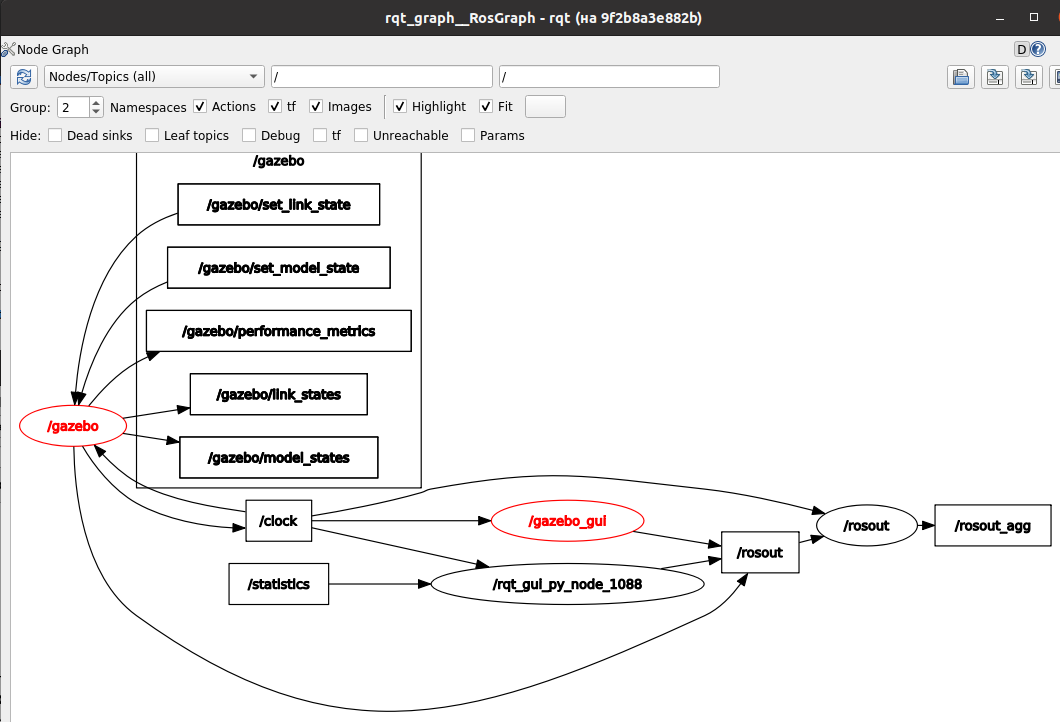 rqt_graph__RosGraph - rqt (на 9f2b8a3e882b)
Node Graph
D
Nodes/Topics (all) / /
Group: 2 Namespaces Actions tf Images Highlight Fit
Hide: Dead sinks Leaf topics Debug tf Unreachable Params
/gazebo
/gazebo/set_link_state
/gazebo/set_model_state
/gazebo/performance_metrics
/gazebo/link_states
/gazebo
/gazebo/model_states
/clock
/gazebo_gui
/rosout
/rosout_agg
/rosout
/statistics
/rqt_gui_py_node_1088